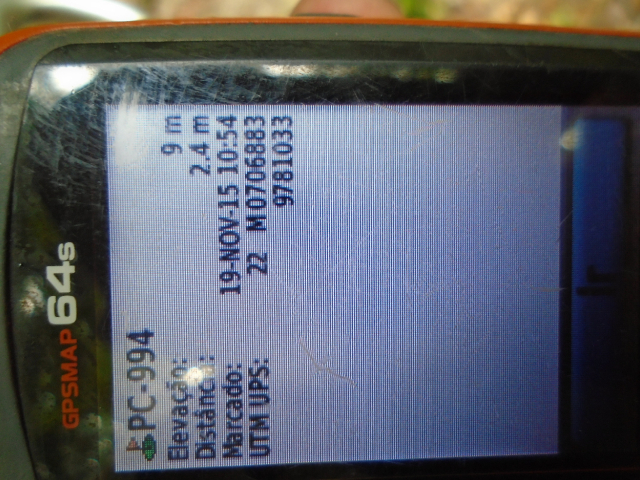 GPSMAP 64s
PC-994
Elevação: 9 m
Distância: 2.4 m
Marcado: 19-NOV-15 10:54
UTM UPS: 22 M 0706883
9781033
Ir